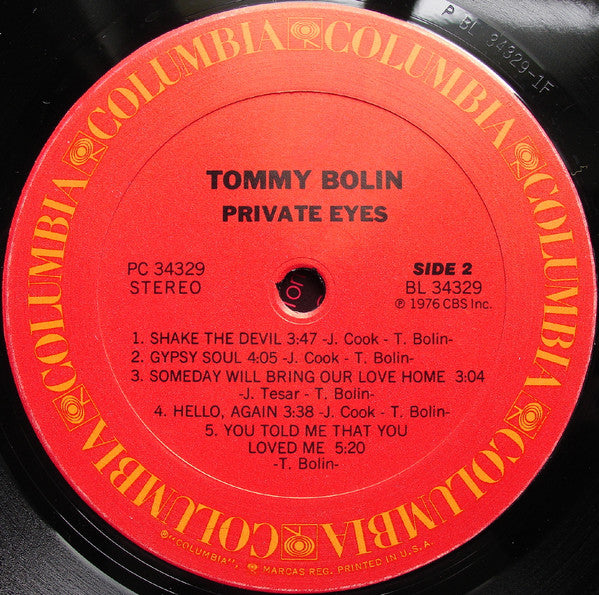 COLUMBIA COLUMBIA COLUMBIA COLUMBIA COLUMBIA COLUMBIA
P BL 34329-1F
TOMMY BOLIN
PRIVATE EYES
PC 34329 SIDE 2
STEREO BL 34329
℗ 1976 CBS Inc.
1. SHAKE THE DEVIL 3:47 -J. Cook - T. Bolin-
2. GYPSY SOUL 4:05 -J. Cook - T. Bolin-
3. SOMEDAY WILL BRING OUR LOVE HOME 3:04
-J. Tesar - T. Bolin-
4. HELLO, AGAIN 3:38 -J. Cook - T. Bolin-
5. YOU TOLD ME THAT YOU
LOVED ME 5:20
-T. Bolin-
®"COLUMBIA", MARCAS REG. PRINTED IN U.S.A.